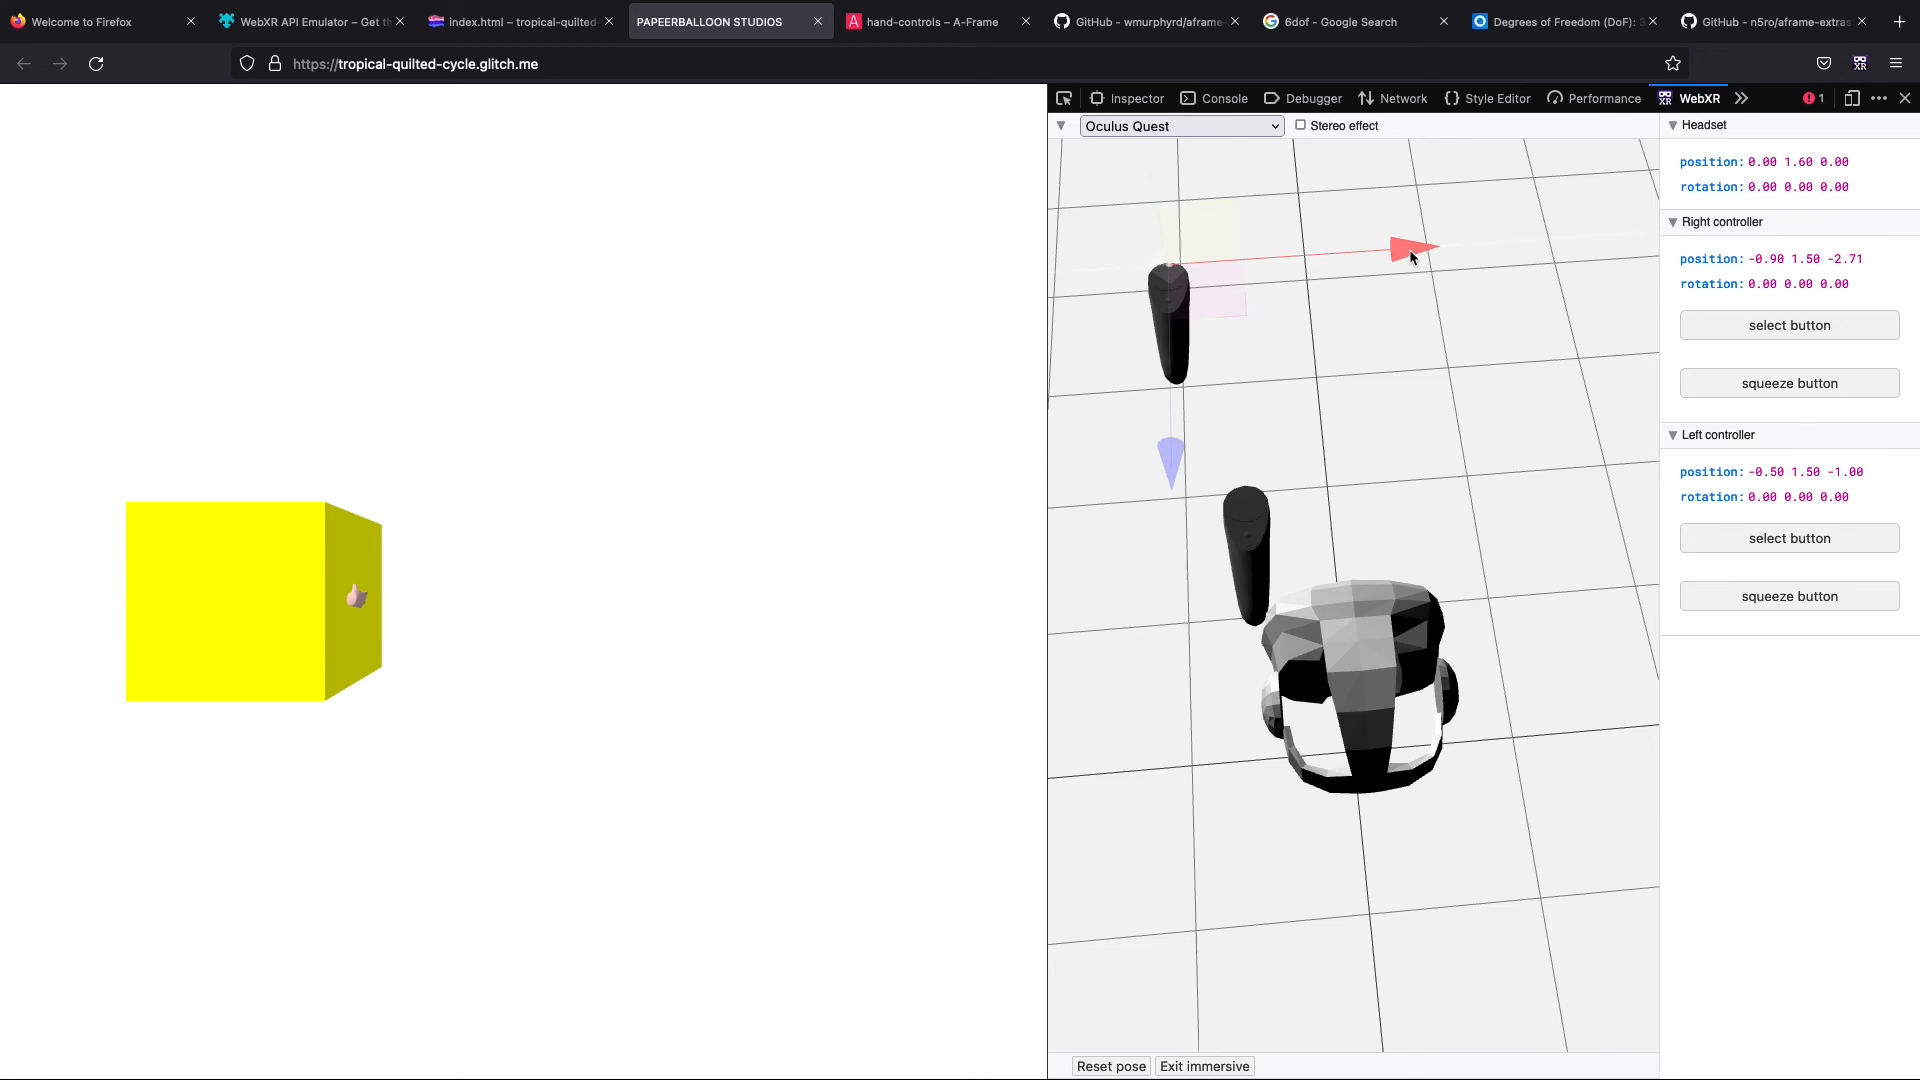 Welcome to Firefox
WebXR API Emulator – Get th
index.html – tropical-quilted-
PAPEERBALLOON STUDIOS
hand-controls – A-Frame
GitHub - wmurphyrd/aframe-
6dof - Google Search
Degrees of Freedom (DoF): 3
GitHub - n5ro/aframe-extras
https://tropical-quilted-cycle.glitch.me
XR
Inspector
Console
Debugger
Network
Style Editor
Performance
XR
WebXR
1
Oculus Quest
Stereo effect
Headset
position: 0.00 1.60 0.00
rotation: 0.00 0.00 0.00
Right controller
position: -0.90 1.50 -2.71
rotation: 0.00 0.00 0.00
select button
squeeze button
Left controller
position: -0.50 1.50 -1.00
rotation: 0.00 0.00 0.00
select button
squeeze button
Reset pose
Exit immersive